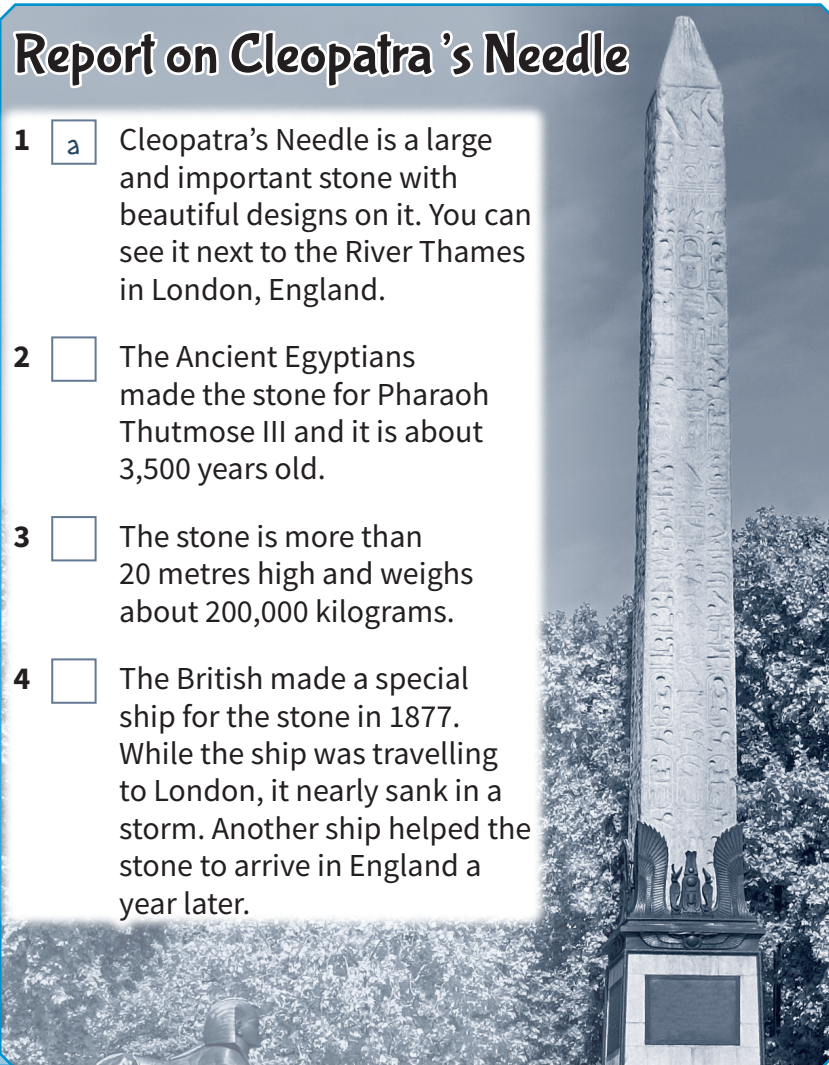 Report on Cleopatra's Needle
1 a Cleopatra's Needle is a large
and important stone with
beautiful designs on it. You can
see it next to the River Thames
in London, England.
2 The Ancient Egyptians
made the stone for Pharaoh
Thutmose III and it is about
3,500 years old.
3 The stone is more than
20 metres high and weighs
about 200,000 kilograms.
4 The British made a special
ship for the stone in 1877.
While the ship was travelling
to London, it nearly sank in a
storm. Another ship helped the
stone to arrive in England a
year later.